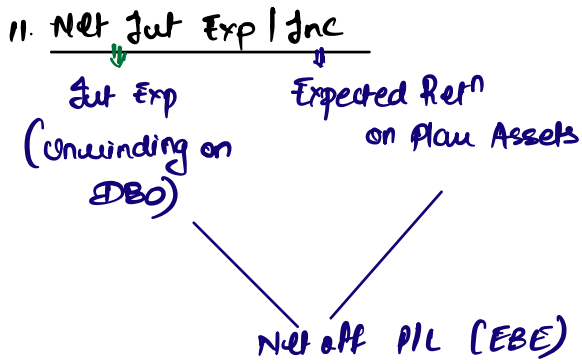 11. Net Int Exp | Inc
Int Exp
(Unwinding on
DBO)
Expected Retn
on Plan Assets
Net off P/L (EBE)